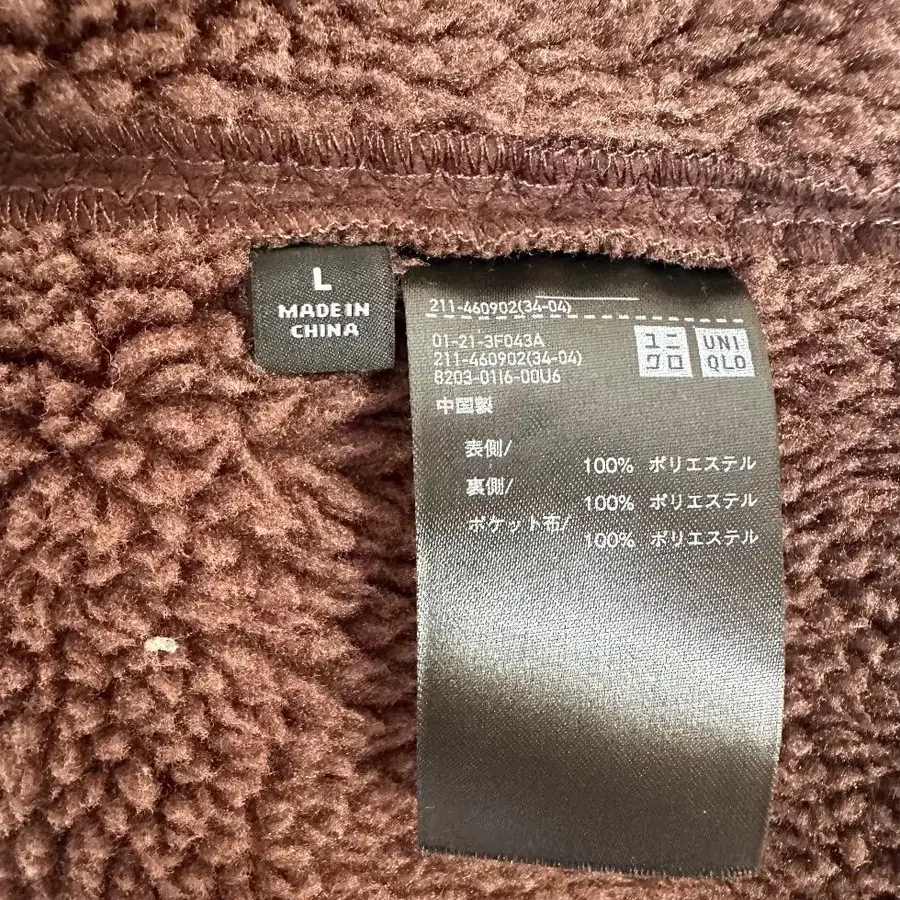 L
MADE IN
CHINA
211-460902(34-04)
ユニ
クロ
UNI
QLO
01-21-3F043A
211-460902(34-04)
8203-01I6-00U6
中国製
表側/
100% ポリエステル
裏側/
100% ポリエステル
ポケット布/
100% ポリエステル